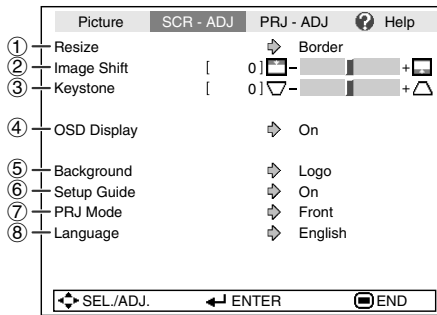 Picture SCR - ADJ PRJ - ADJ ? Help
① Resize Border
② Image Shift [ 0 ] − +
③ Keystone [ 0 ] − +
④ OSD Display On
⑤ Background Logo
⑥ Setup Guide On
⑦ PRJ Mode Front
⑧ Language English
SEL./ADJ. ENTER END